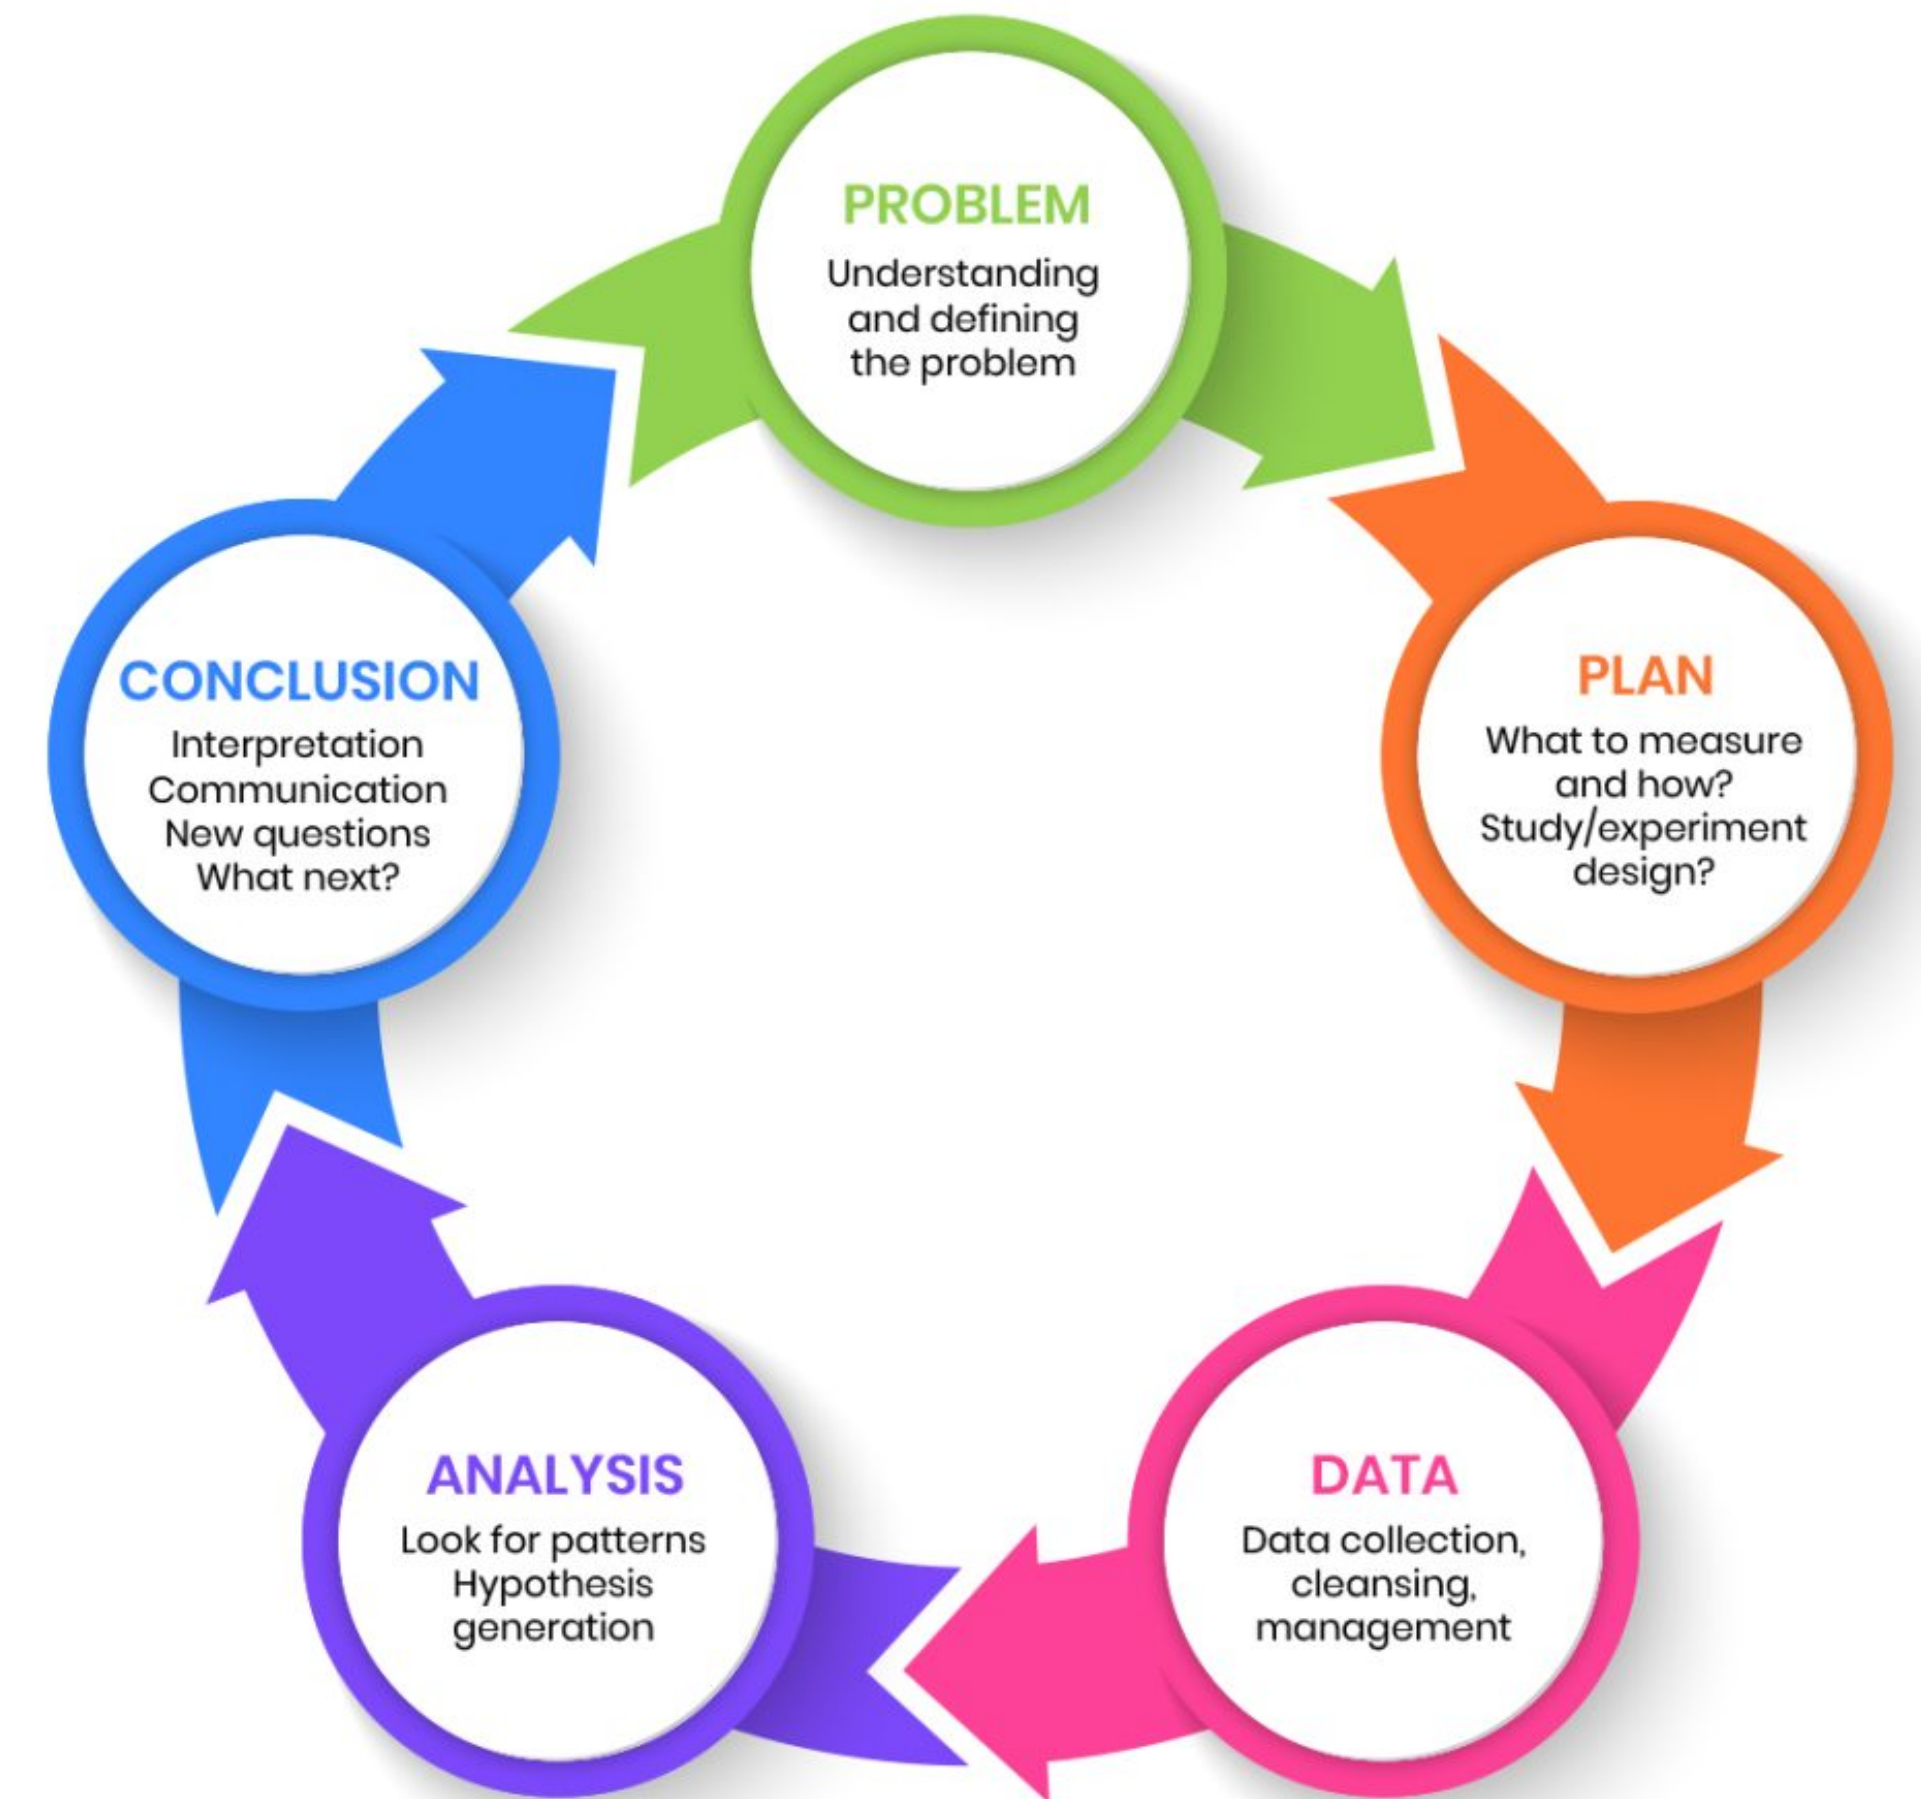 PROBLEM
Understanding
and defining
the problem
PLAN
What to measure
and how?
Study/experiment
design?
DATA
Data collection,
cleansing,
management
ANALYSIS
Look for patterns
Hypothesis
generation
CONCLUSION
Interpretation
Communication
New questions
What next?